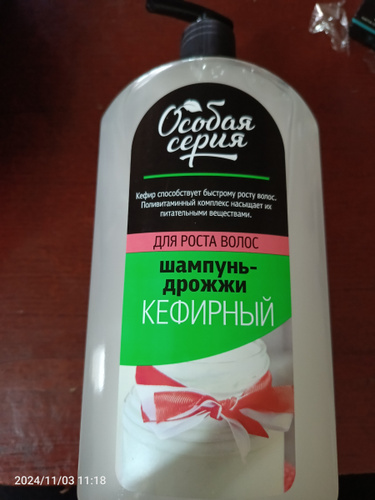 Особая
серия
Кефир способствует быстрому росту волос.
Поливитаминный комплекс насыщает их
питательными веществами.
ДЛЯ РОСТА ВОЛОС
шампунь-
дрожжи
КЕФИРНЫЙ
2024/11/03 11:18